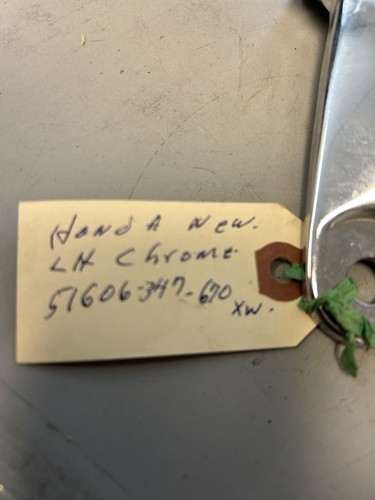 Honda New.
LH Chrome
51606-347-670
XW.